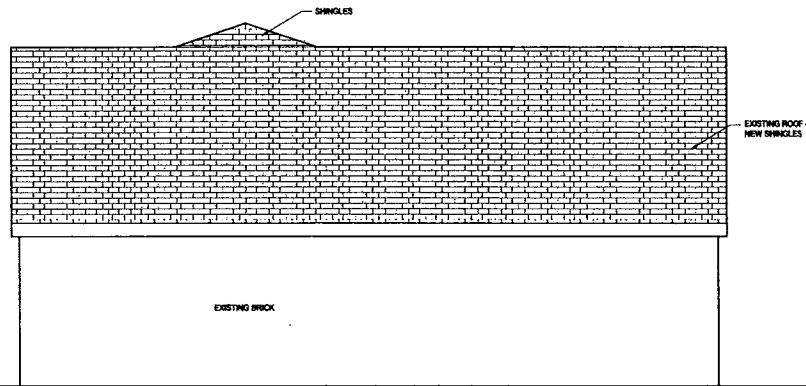 SHINGLES
EXISTING ROOF -
NEW SHINGLES
EXISTING BRICK